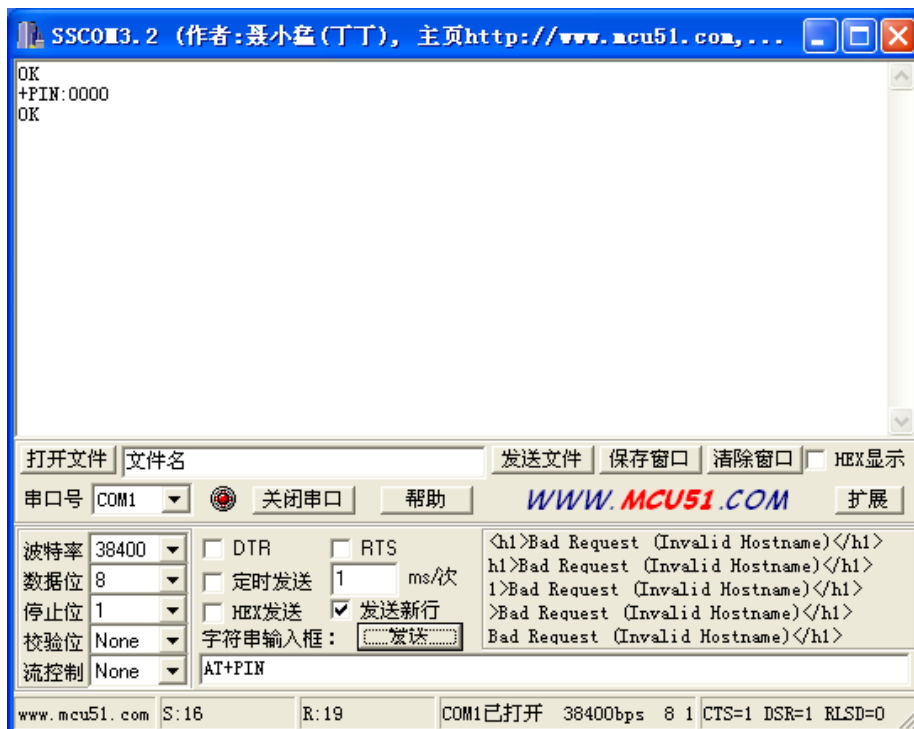 SSCOM3.2 (作者:聂小猛(丁丁), 主页http://www.mcu51.com,...
OK
+PIN:0000
OK
打开文件 文件名 发送文件 保存窗口 清除窗口 HEX显示
串口号 COM1 关闭串口 帮助 WWW.MCU51.COM 扩展
波特率 38400 DTR RTS
数据位 8 定时发送 1 ms/次
停止位 1 HEX发送 发送新行
校验位 None 字符串输入框: 发送
流控制 None AT+PIN
<h1>Bad Request (Invalid Hostname)</h1>
h1>Bad Request (Invalid Hostname)</h1>
1>Bad Request (Invalid Hostname)</h1>
>Bad Request (Invalid Hostname)</h1>
Bad Request (Invalid Hostname)</h1>
www.mcu51.com S:16 R:19 COM1已打开 38400bps 8 1 CTS=1 DSR=1 RLSD=0